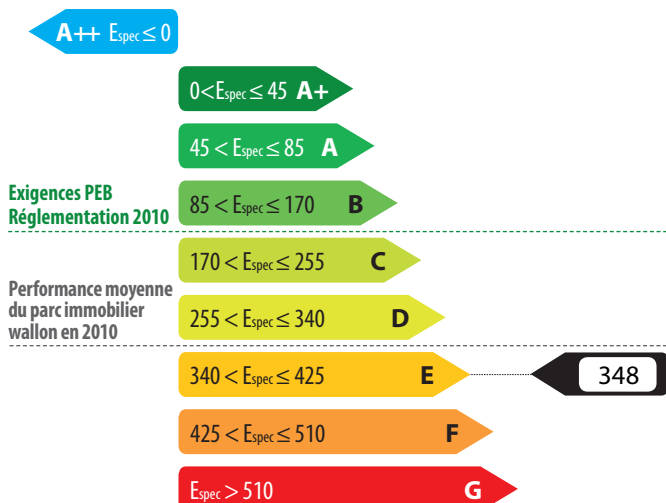 A++ Espec ≤ 0
0<Espec ≤ 45 A+
45 < Espec ≤ 85 A
Exigences PEB
Réglementation 2010
85 < Espec ≤ 170 B
170 < Espec ≤ 255 C
Performance moyenne
du parc immobilier
wallon en 2010
255 < Espec ≤ 340 D
340 < Espec ≤ 425 E
348
425 < Espec ≤ 510 F
Espec > 510 G